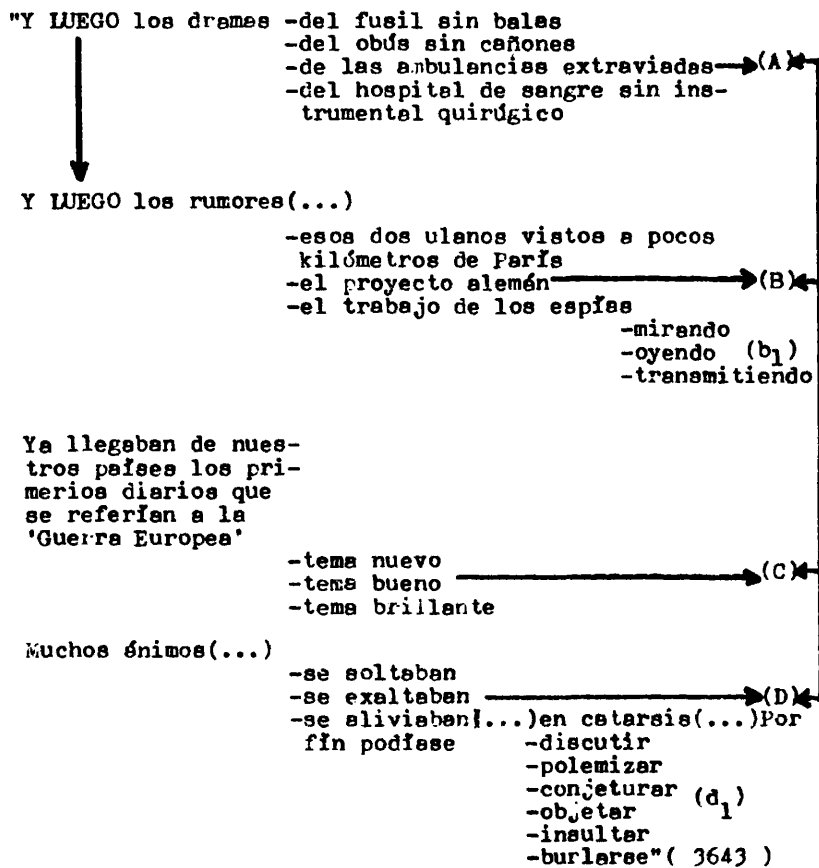 "Y LUEGO los dramas -del fusil sin balas
-del obús sin cañones
-de las ambulancias extraviadas (A)
-del hospital de sangre sin ins-
trumental quirúgico
Y LUEGO los rumores(...)
-esos dos ulanos vistos a pocos
kilómetros de París
-el proyecto alemán (B)
-el trabajo de los espías
-mirando
-oyendo (b1)
-transmitiendo
Ya llegaban de nues-
tros países los pri-
merios diarios que
se referían a la
'Guerra Europea'
-tema nuevo
-tema bueno (C)
-tema brillante
Muchos ánimos(...)
-se soltaban
-se exaltaban (D)
-se aliviaban(...)en catarsis(...)Por
fín podíase -discutir
-polemizar
-conjeturar (d1)
-objetar
-insultar
-burlarse"( 3643 )